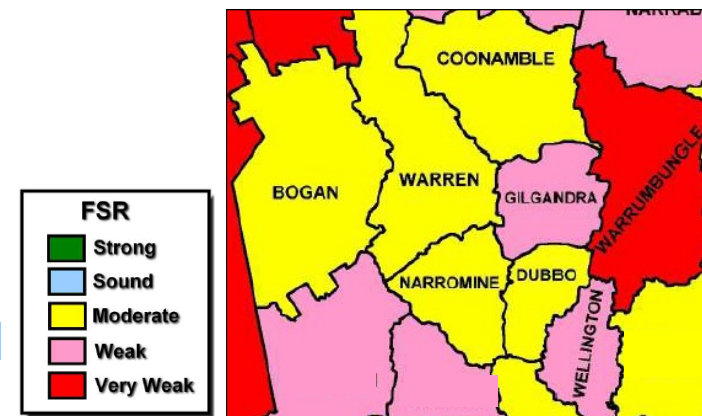 FSR
Strong
Sound
Moderate
Weak
Very Weak
COONAMBLE
BOGAN
WARREN
GILGANDRA
WARRUMBUNGLE
NARROMINE
DUBBO
WELLINGTON